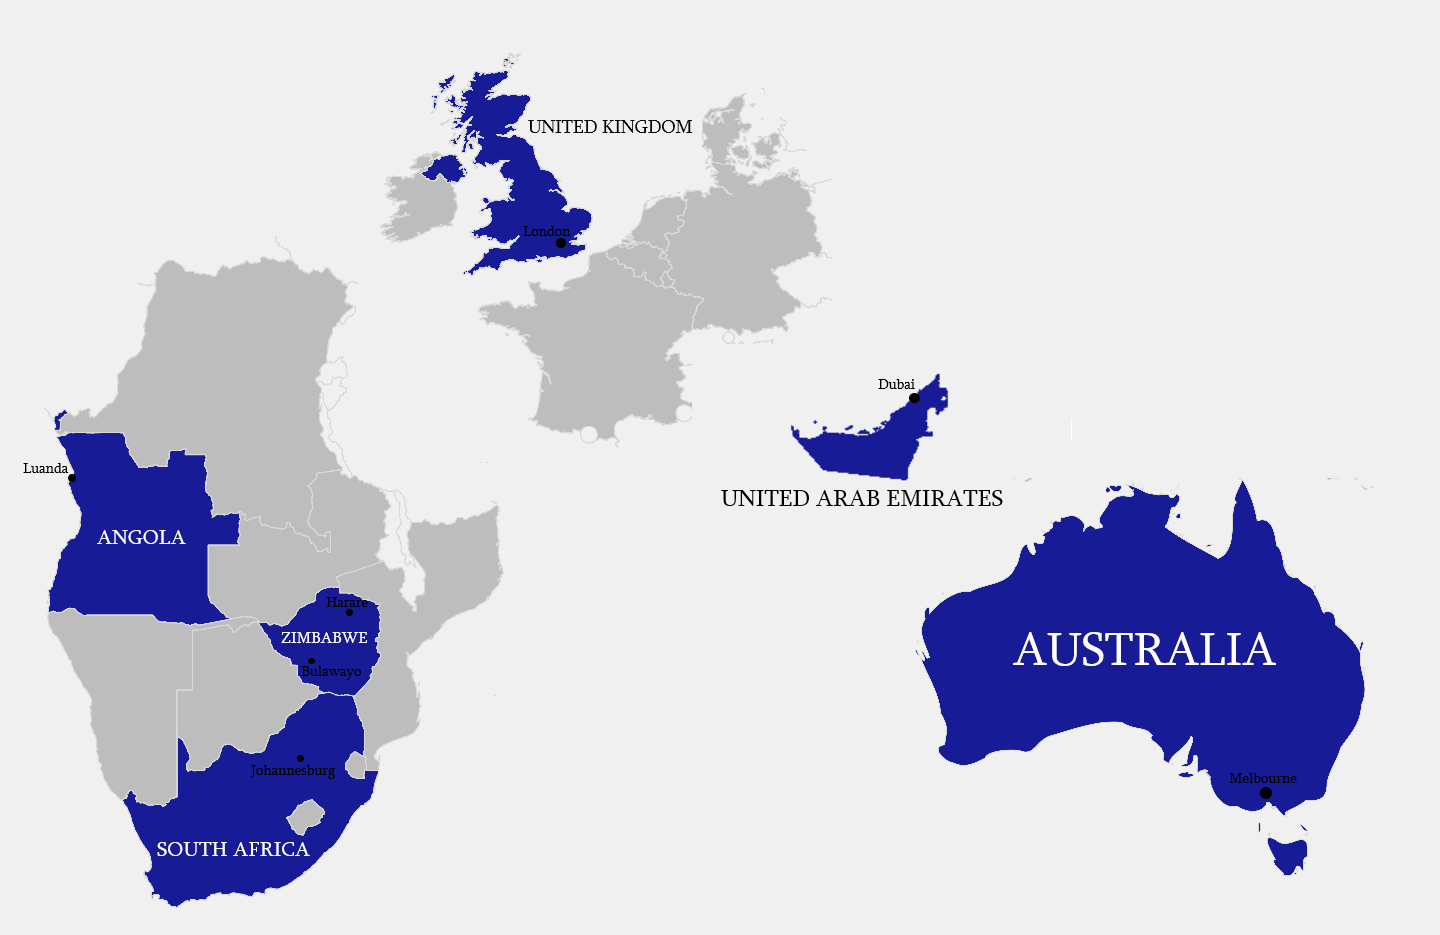 UNITED KINGDOM
London
Dubai
UNITED ARAB EMIRATES
Luanda
ANGOLA
Harare
ZIMBABWE
Bulawayo
AUSTRALIA
Johannesburg
Melbourne
SOUTH AFRICA